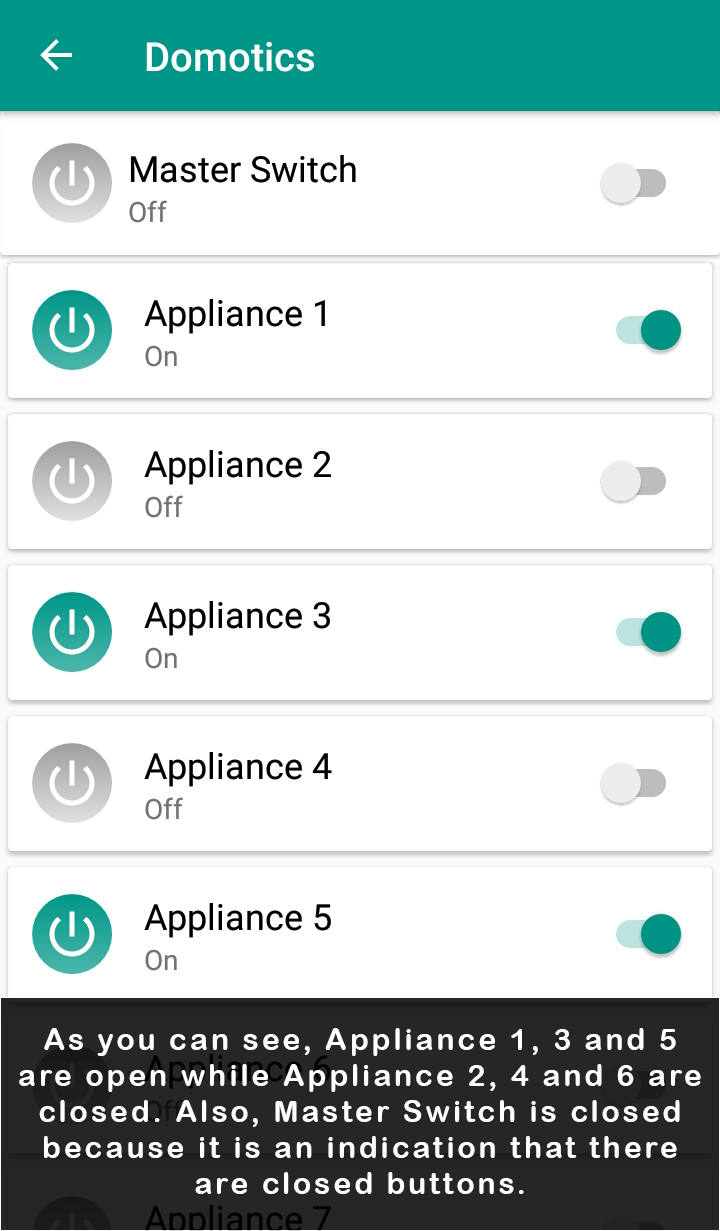 Domotics
Master Switch
Off
Appliance 1
On
Appliance 2
Off
Appliance 3
On
Appliance 4
Off
Appliance 5
On
Appliance 6
Off
As you can see, Appliance 1, 3 and 5
are open while Appliance 2, 4 and 6 are
closed. Also, Master Switch is closed
because it is an indication that there
are closed buttons.
Appliance 7